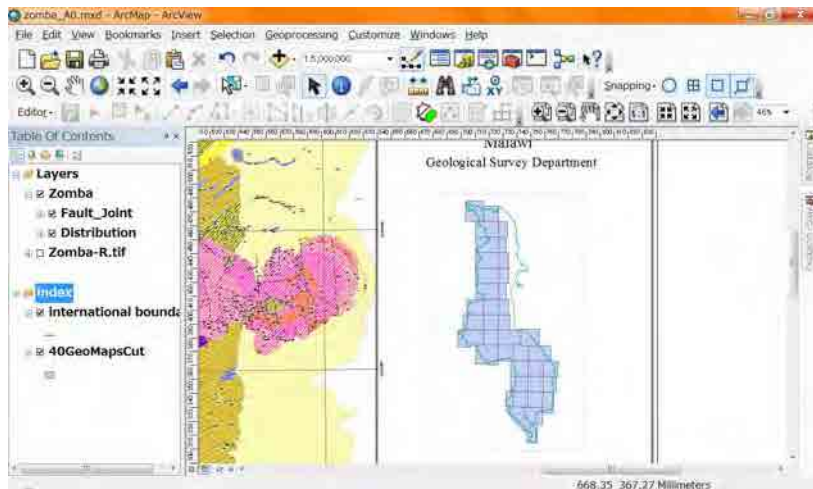 zomba_A0.mxd - ArcMap - ArcView
File Edit View Bookmarks Insert Selection Geoprocessing Customize Windows Help
1:5,000,000
Snapping
Editor
46%
Table Of Contents
Layers
Zomba
Fault_Joint
Distribution
Zomba-R.tif
Index
international bounda
40GeoMapsCut
Malawi
Geological Survey Department
668.35 367.27 Millimeters